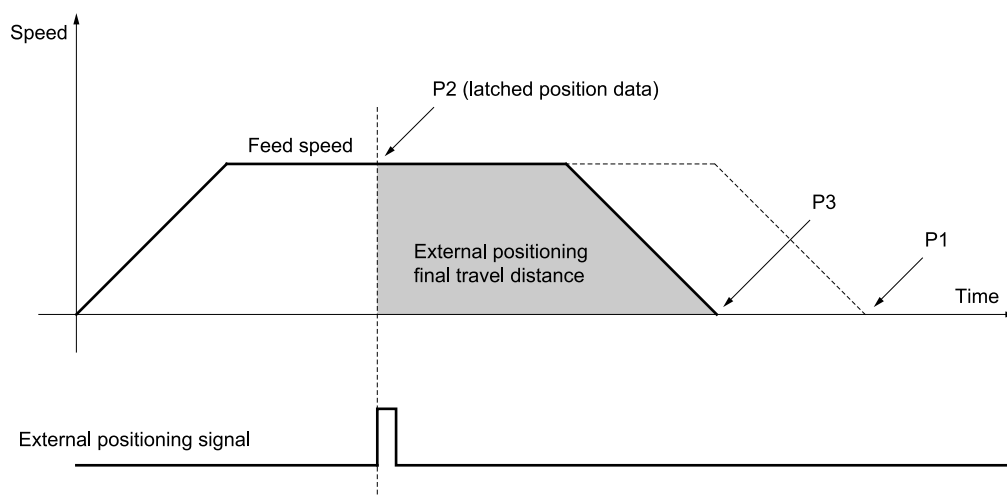 Speed
P2 (latched position data)
Feed speed
P3
External positioning
final travel distance
P1
Time
External positioning signal